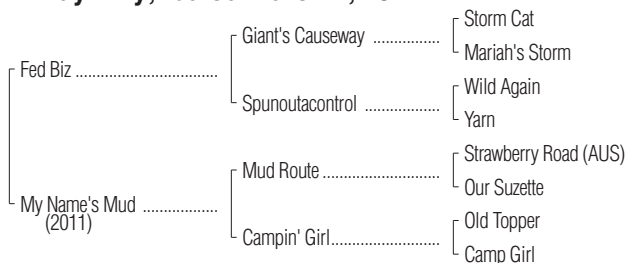 Storm Cat
Giant's Causeway ................
Mariah's Storm
Fed Biz ................................
Wild Again
Spunoutacontrol .................
Yarn
Strawberry Road (AUS)
Mud Route ...........................
Our Suzette
My Name's Mud .................
(2011)
Old Topper
Campin' Girl.........................
Camp Girl